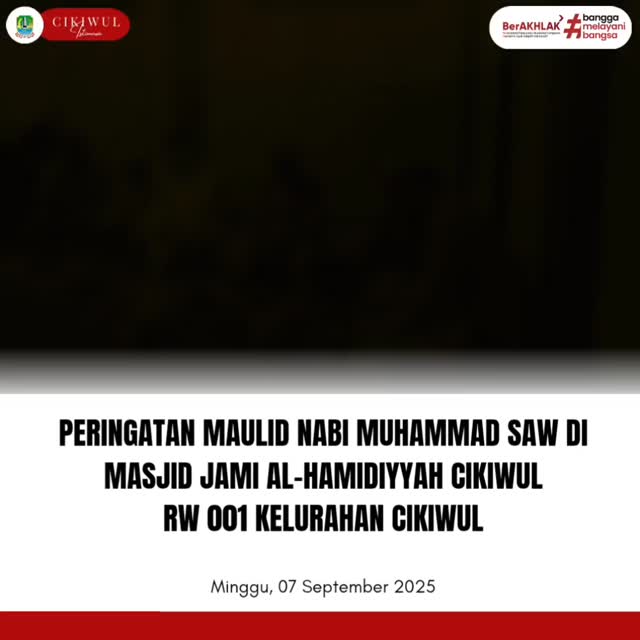 CIKIWUL
Istimewa
BerAKHLAK
#bangga
melayani
bangsa
PERINGATAN MAULID NABI MUHAMMAD SAW DI
MASJID JAMI AL-HAMIDIYYAH CIKIWUL
RW 001 KELURAHAN CIKIWUL
Minggu, 07 September 2025